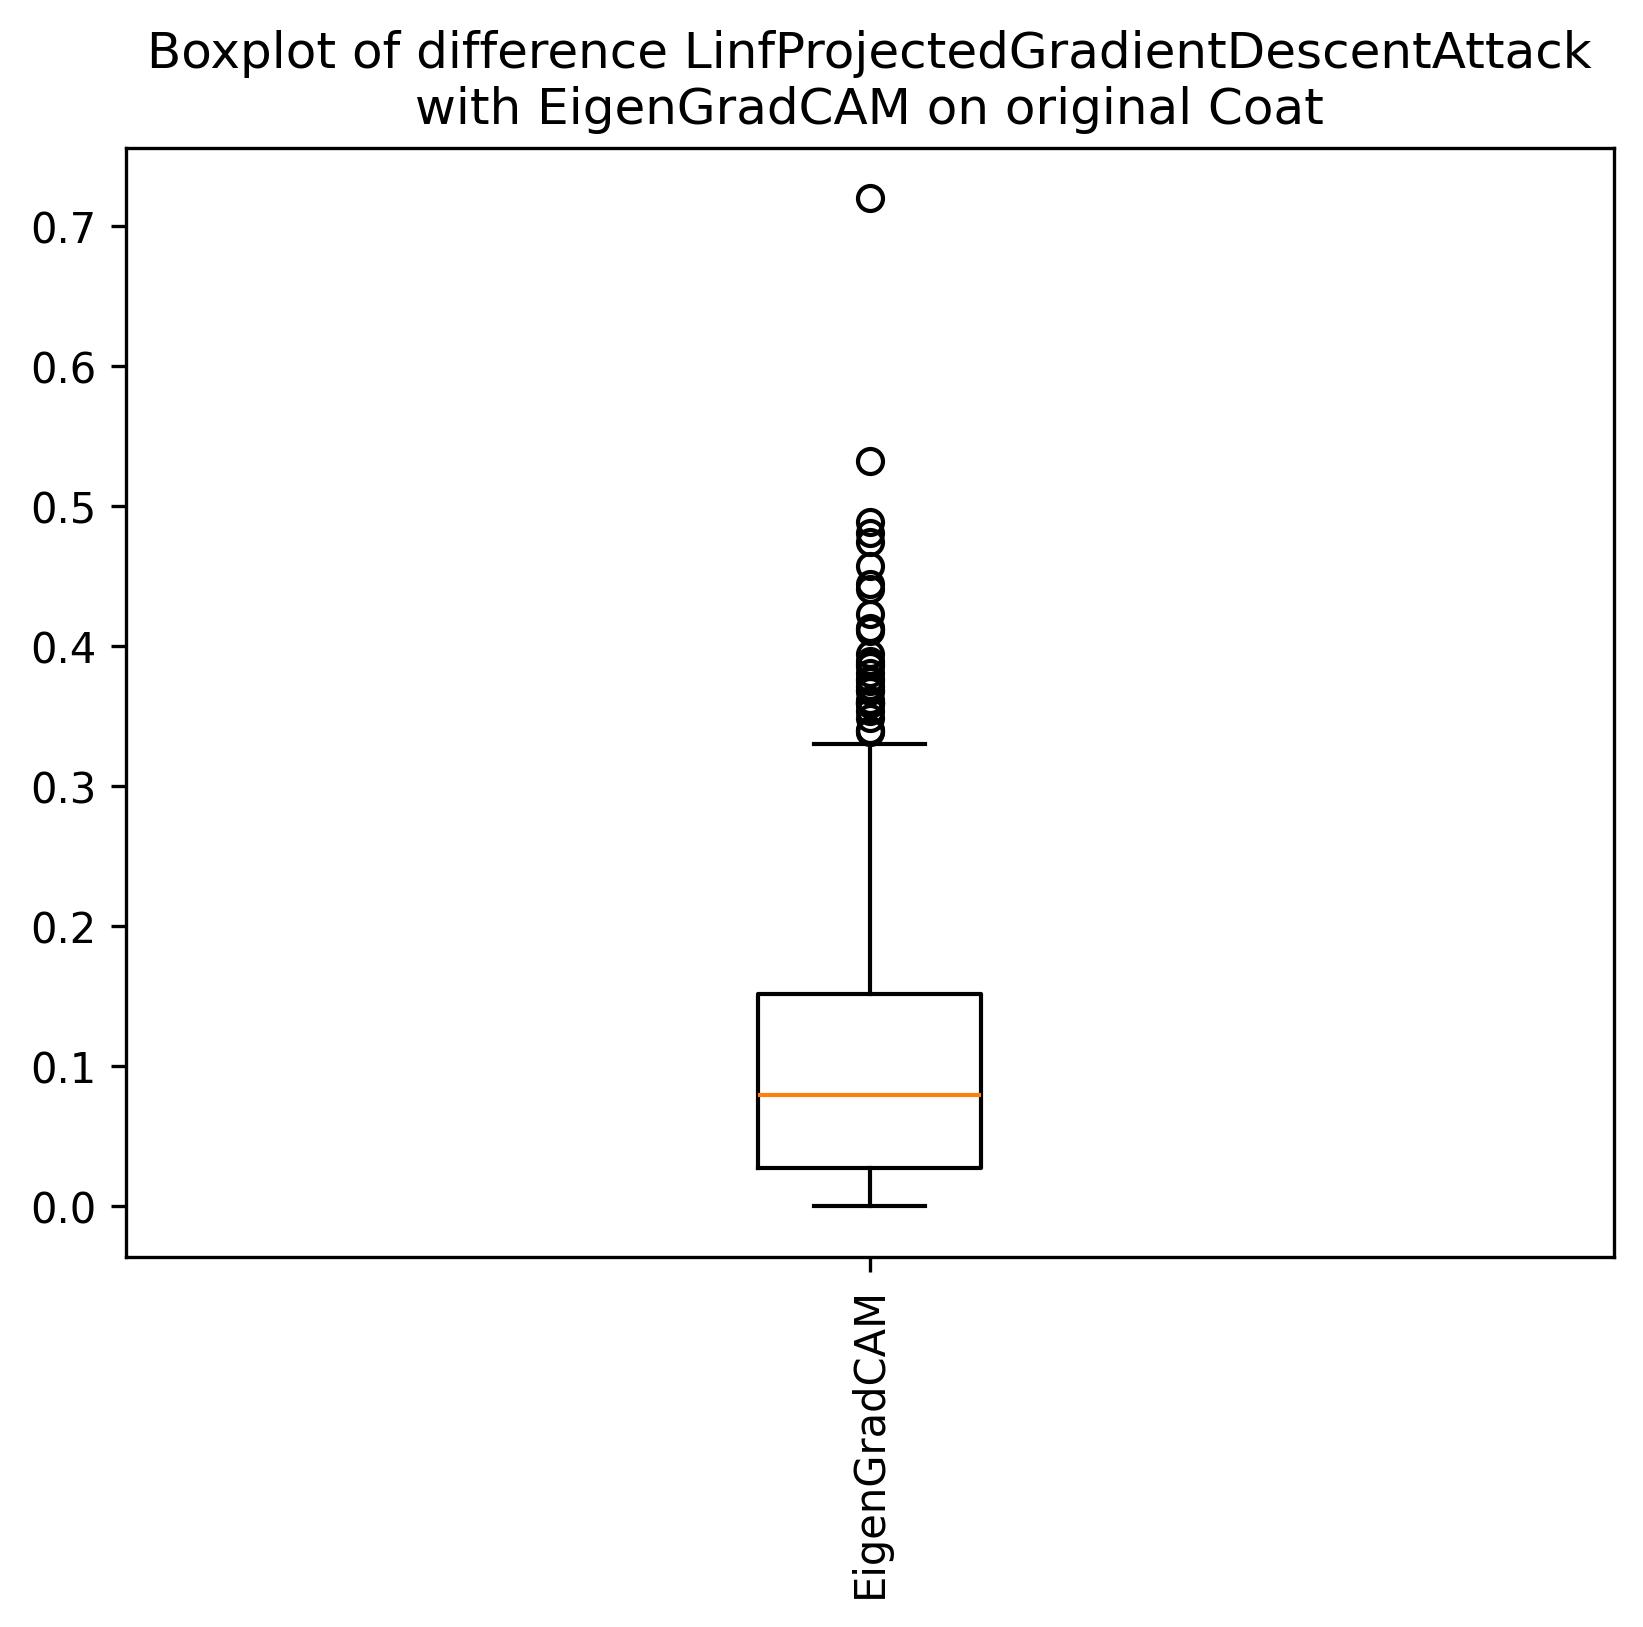 Boxplot of difference LinfProjectedGradientDescentAttack
with EigenGradCAM on original Coat
0.7
0.6
0.5
0.4
0.3
0.2
0.1
0.0
EigenGradCAM